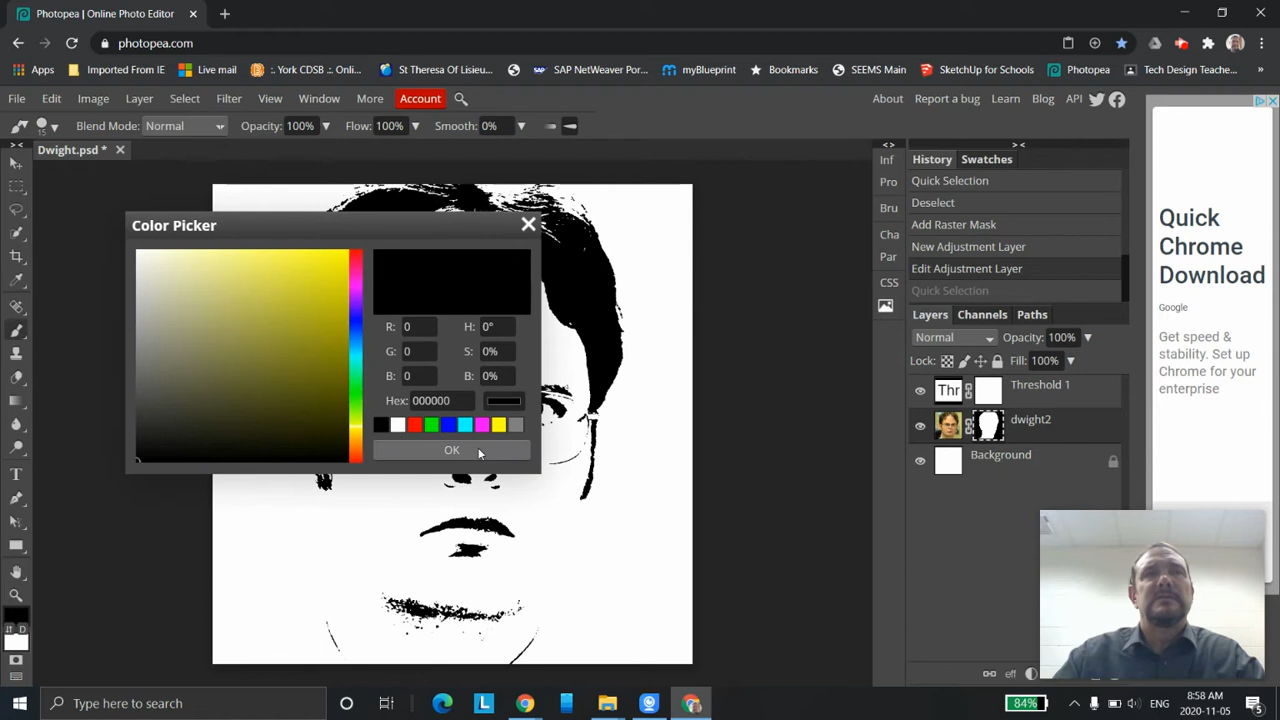 Photopea | Online Photo Editor
photopea.com
Apps Imported From IE Live mail :. York CDSB :. Onli... St Theresa Of Lisieu... SAP NetWeaver Por... myBlueprint Bookmarks SEEMS Main SketchUp for Schools Photopea Tech Design Teache...
File Edit Image Layer Select Filter View Window More Account About Report a bug Learn Blog API
15 Blend Mode: Normal Opacity: 100% Flow: 100% Smooth: 0%
Dwight.psd *
Color Picker
R: 0 H: 0°
G: 0 S: 0%
B: 0 B: 0%
Hex: 000000
OK
Inf
Pro
Bru
Cha
Par
CSS
History Swatches
Quick Selection
Deselect
Add Raster Mask
New Adjustment Layer
Edit Adjustment Layer
Quick Selection
Layers Channels Paths
Normal Opacity: 100%
Lock: Fill: 100%
Thr Threshold 1
dwight2
Background
eff
D
Quick
Chrome
Download
Google
Get speed &
stability. Set up
Chrome for your
enterprise
Type here to search
L
84%
ENG
8:58 AM
2020-11-05
5